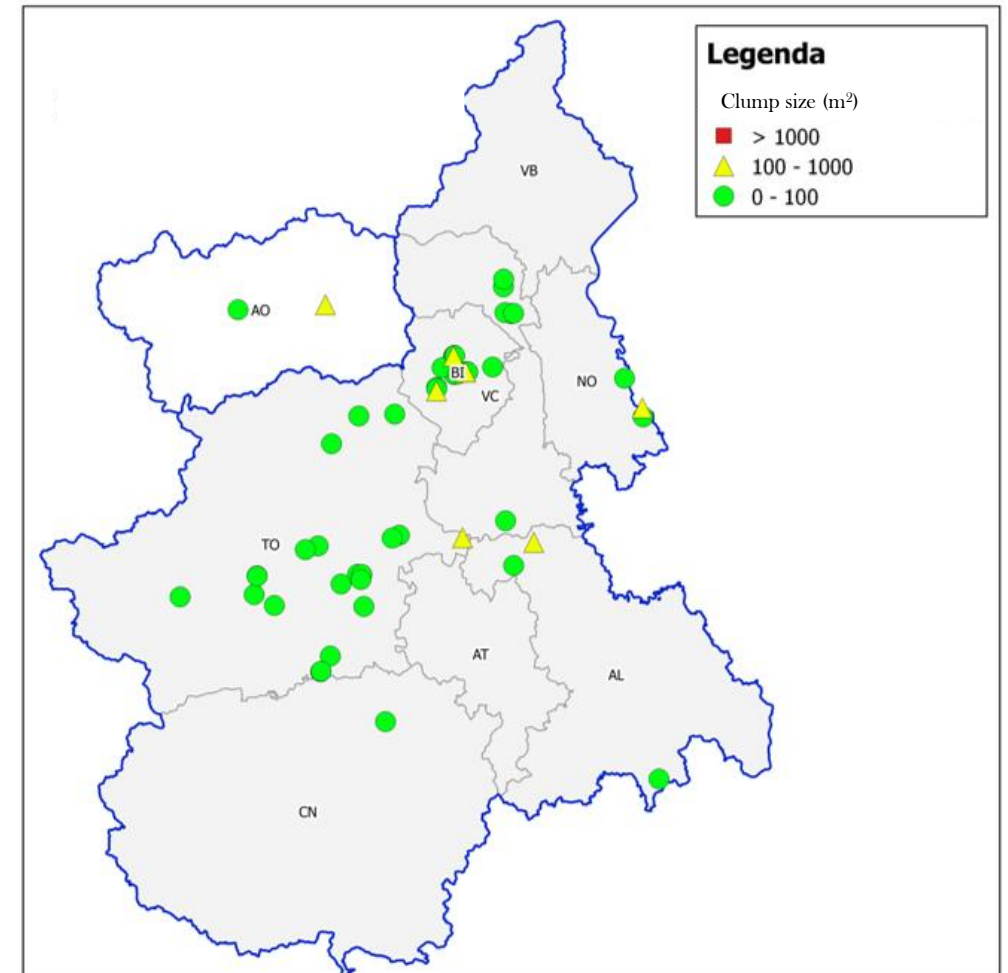 Legenda
Clump size (m²)
> 1000
100 - 1000
0 - 100
VB
AO
BI
NO
VC
TO
AT
AL
CN